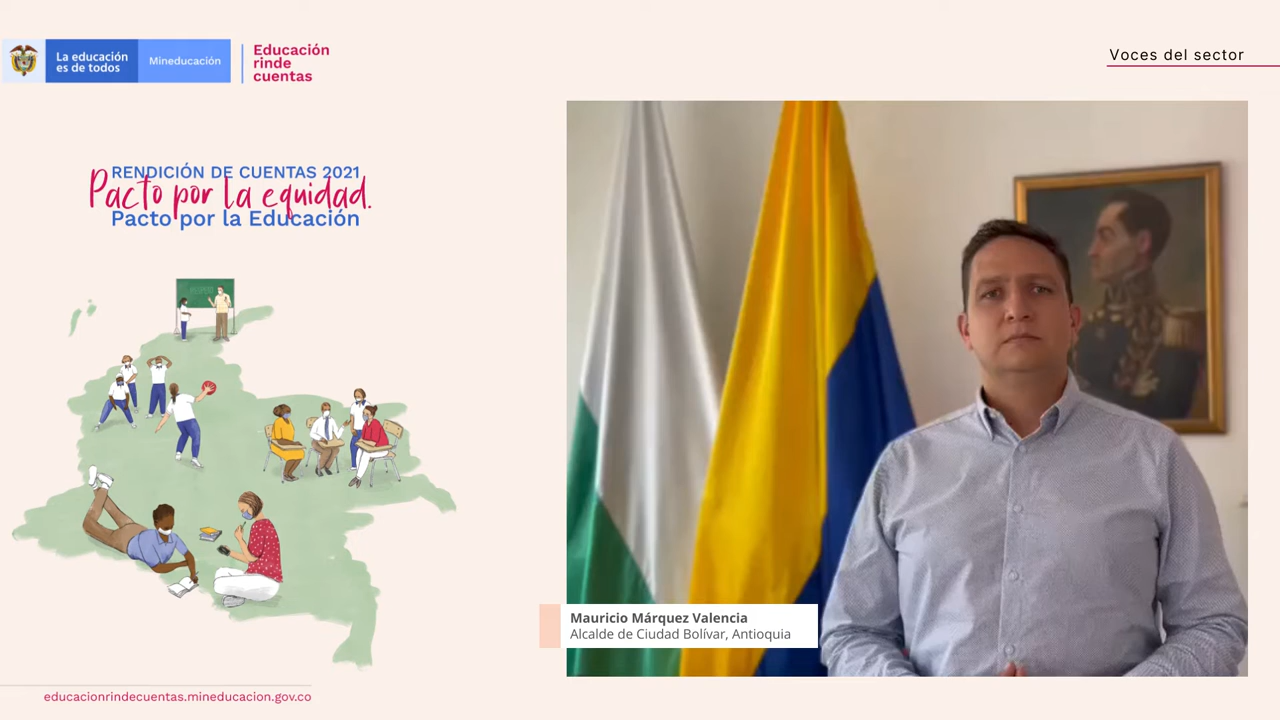 La educación
es de todos
Mineducación
Educación
rinde
cuentas
Voces del sector
RENDICIÓN DE CUENTAS 2021
Pacto por la equidad.
Pacto por la Educación
Mauricio Márquez Valencia
Alcalde de Ciudad Bolívar, Antioquia
educacionrindecuentas.mineducacion.gov.co